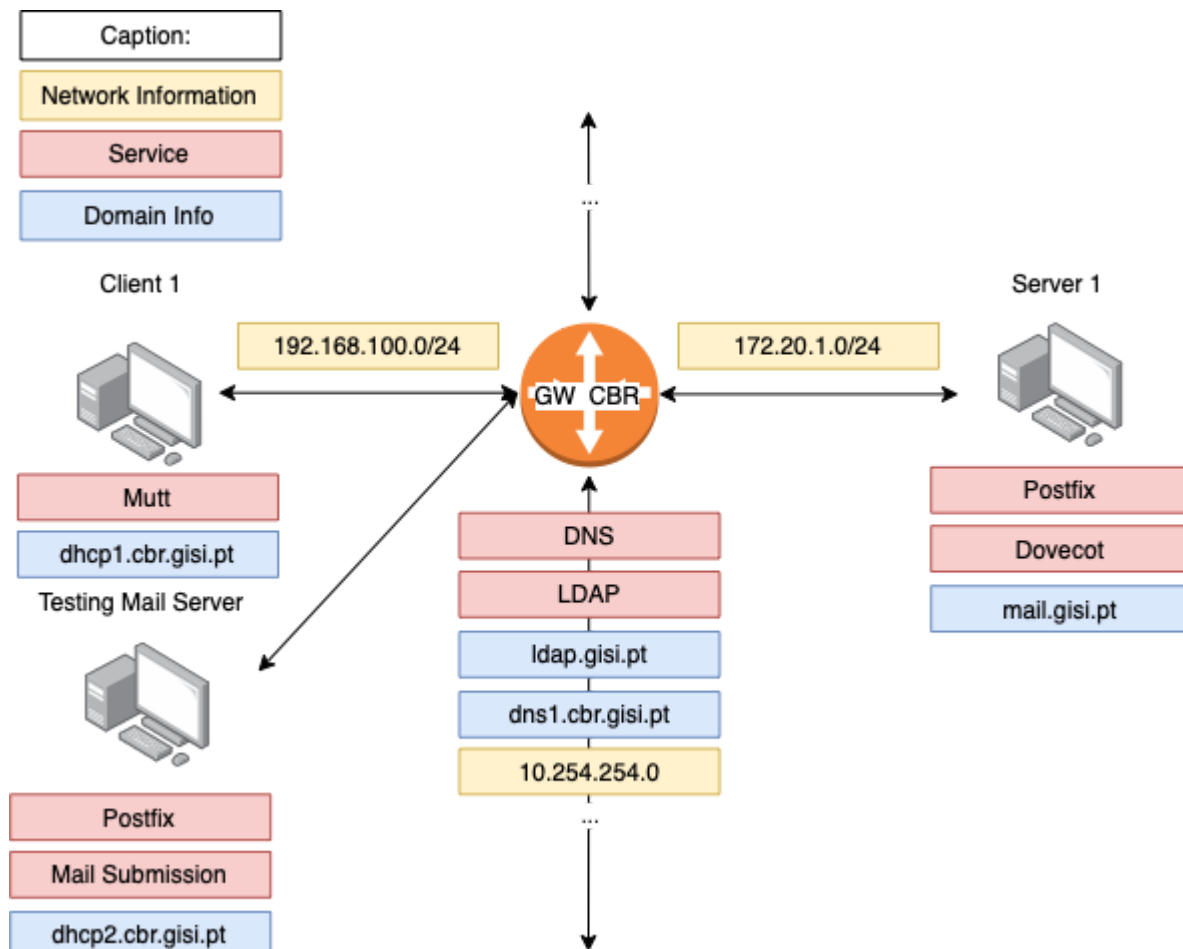 Caption:
Network Information
Service
Domain Info
...
Client 1
Server 1
192.168.100.0/24
172.20.1.0/24
GW CBR
Mutt
dhcp1.cbr.gisi.pt
Testing Mail Server
DNS
LDAP
ldap.gisi.pt
dns1.cbr.gisi.pt
10.254.254.0
...
Postfix
Dovecot
mail.gisi.pt
Postfix
Mail Submission
dhcp2.cbr.gisi.pt